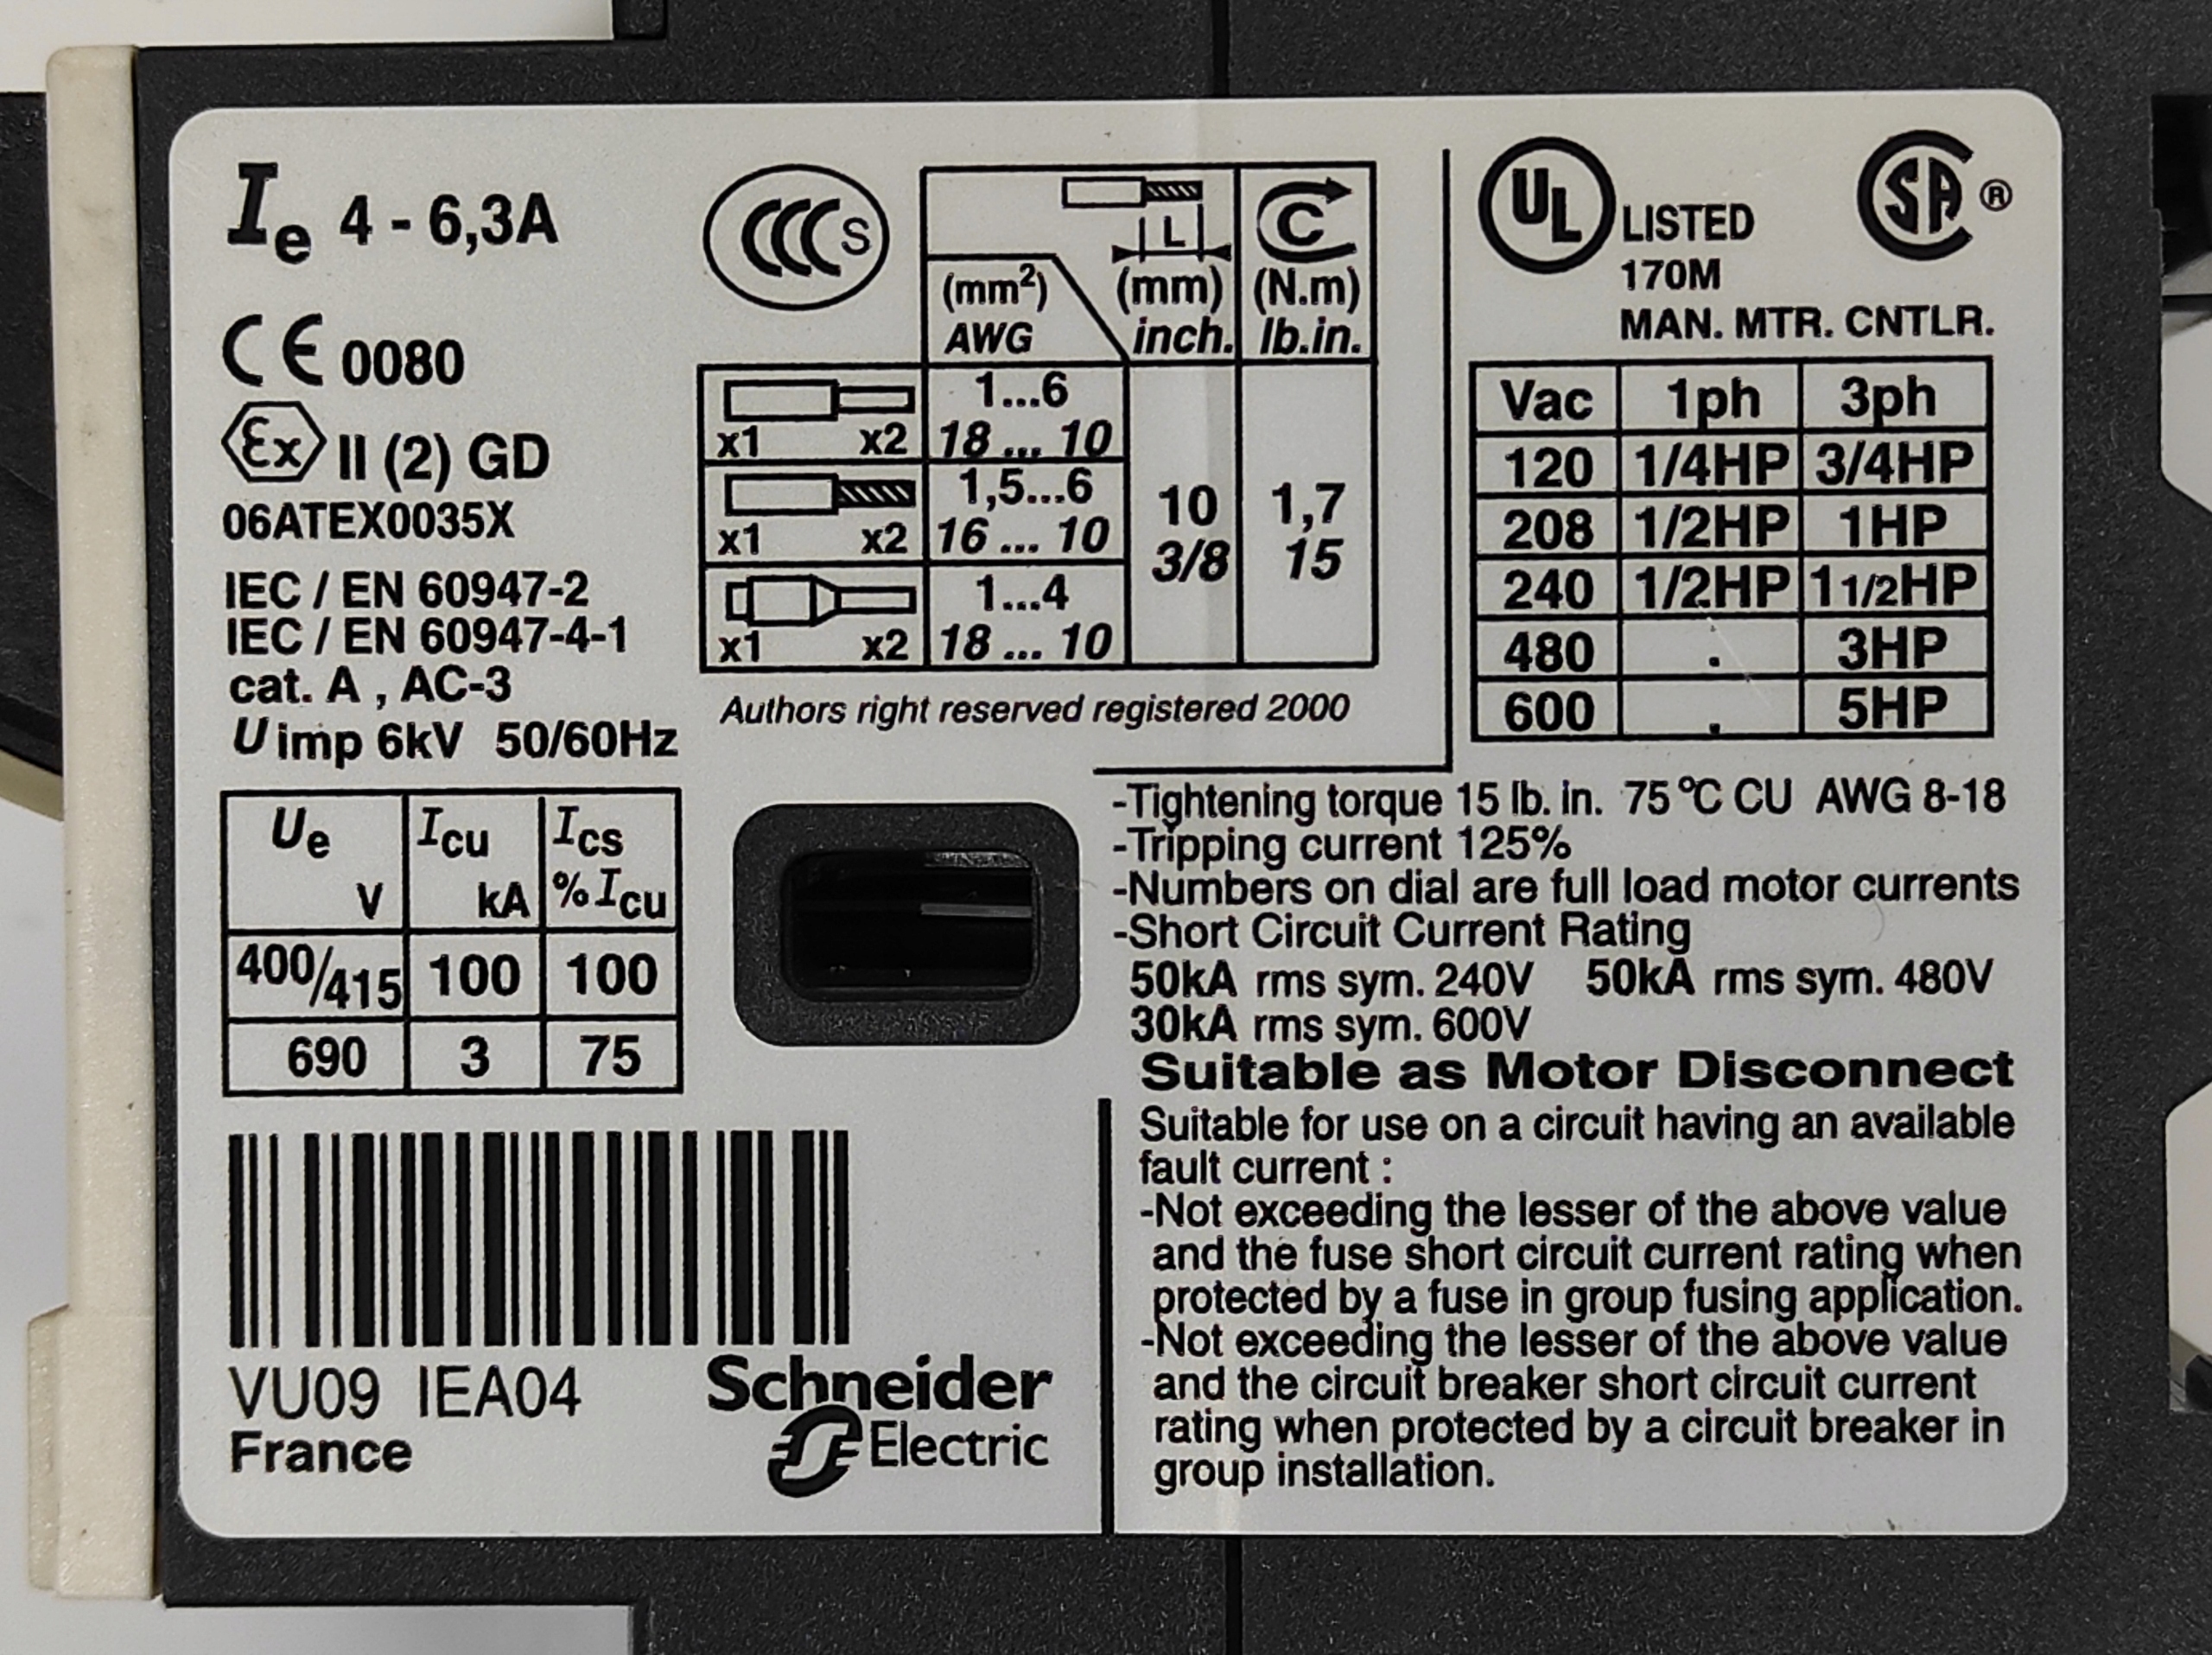 Ie 4 - 6,3A
CE 0080
Ex II (2) GD
06ATEX0035X
IEC / EN 60947-2
IEC / EN 60947-4-1
cat. A , AC-3
U imp 6kV 50/60Hz
Ue V Icu kA Ics % Icu
400/415 100 100
690 3 75
VU09 IEA04
France
Schneider
Electric
CCC S
L
(mm²) (mm) (N.m)
AWG inch. lb.in.
x1 x2 1...6
18 ... 10
x1 x2 1,5...6
16 ... 10
x1 x2 1...4
18 ... 10
10 1,7
3/8 15
Authors right reserved registered 2000
UL LISTED SA ®
170M
MAN. MTR. CNTLR.
Vac 1ph 3ph
120 1/4HP 3/4HP
208 1/2HP 1HP
240 1/2HP 1 1/2HP
480 . 3HP
600 . 5HP
-Tightening torque 15 lb. in. 75 °C CU AWG 8-18
-Tripping current 125%
-Numbers on dial are full load motor currents
-Short Circuit Current Rating
50kA rms sym. 240V 50kA rms sym. 480V
30kA rms sym. 600V
Suitable as Motor Disconnect
Suitable for use on a circuit having an available
fault current :
-Not exceeding the lesser of the above value
and the fuse short circuit current rating when
protected by a fuse in group fusing application.
-Not exceeding the lesser of the above value
and the circuit breaker short circuit current
rating when protected by a circuit breaker in
group installation.